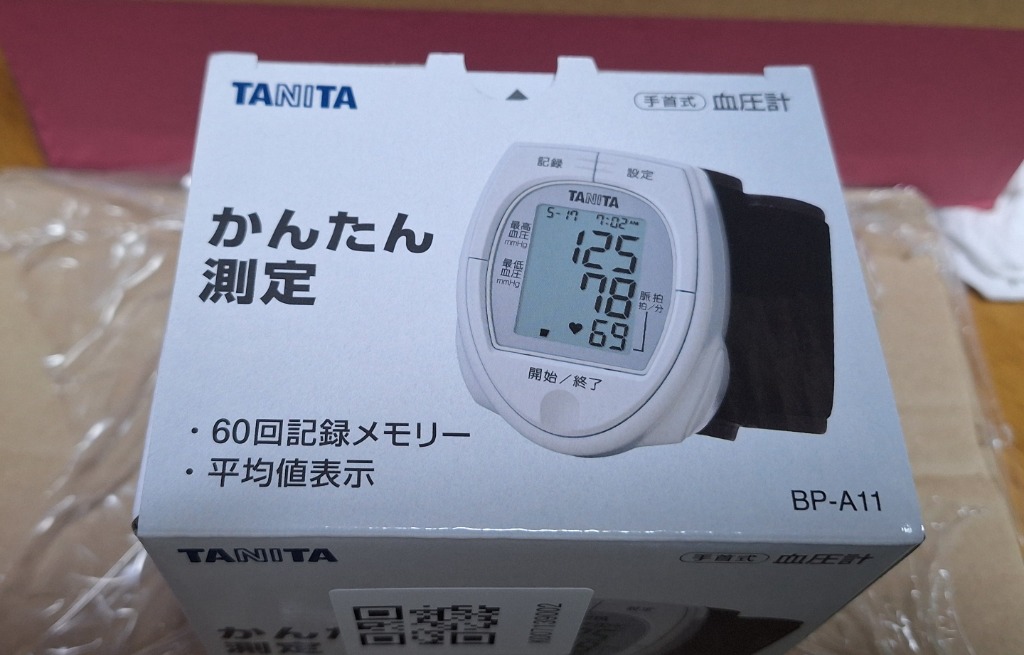 TANITA
手首式 血圧計
かんたん
測定
記録
設定
TANITA
5-17 7:02 AM
最高
血圧
mmHg
125
最低
血圧
mmHg
78
脈拍
拍/分
69
開始/終了
・60回記録メモリー
・平均値表示
BP-A11
TANITA
手首式 血圧計